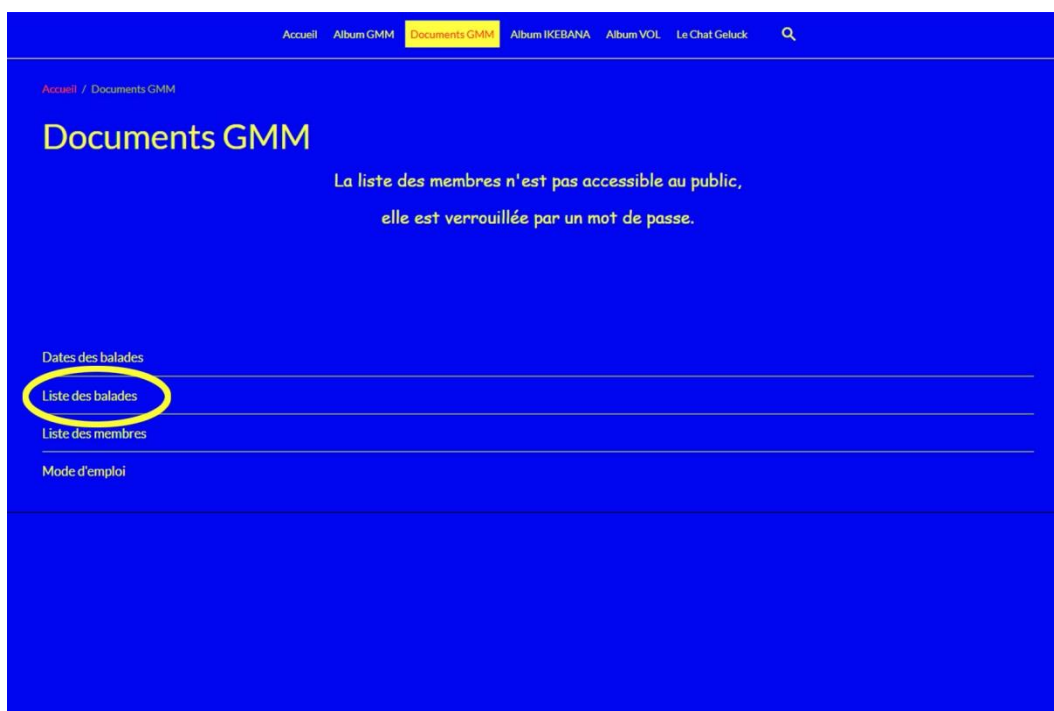 Accueil Album GMM Documents GMM Album IKEBANA Album VOL Le Chat Geluck
Accueil / Documents GMM
Documents GMM
La liste des membres n'est pas accessible au public,
elle est verrouillée par un mot de passe.
Dates des balades
Liste des balades
Liste des membres
Mode d'emploi